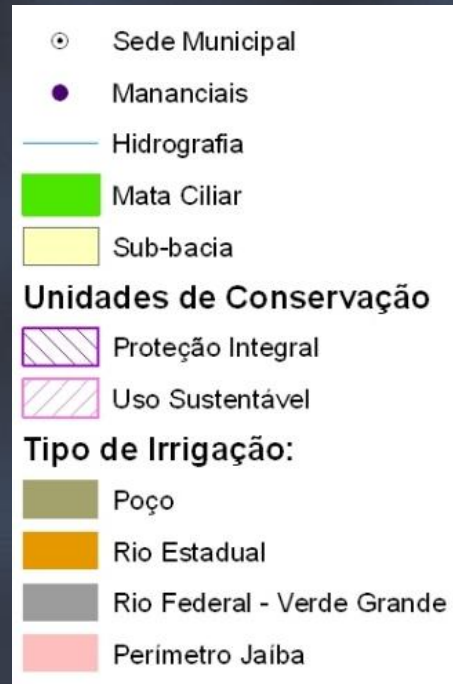 Sede Municipal
Mananciais
Hidrografia
Mata Ciliar
Sub-bacia
Unidades de Conservação
Proteção Integral
Uso Sustentável
Tipo de Irrigação:
Poço
Rio Estadual
Rio Federal - Verde Grande
Perímetro Jaíba